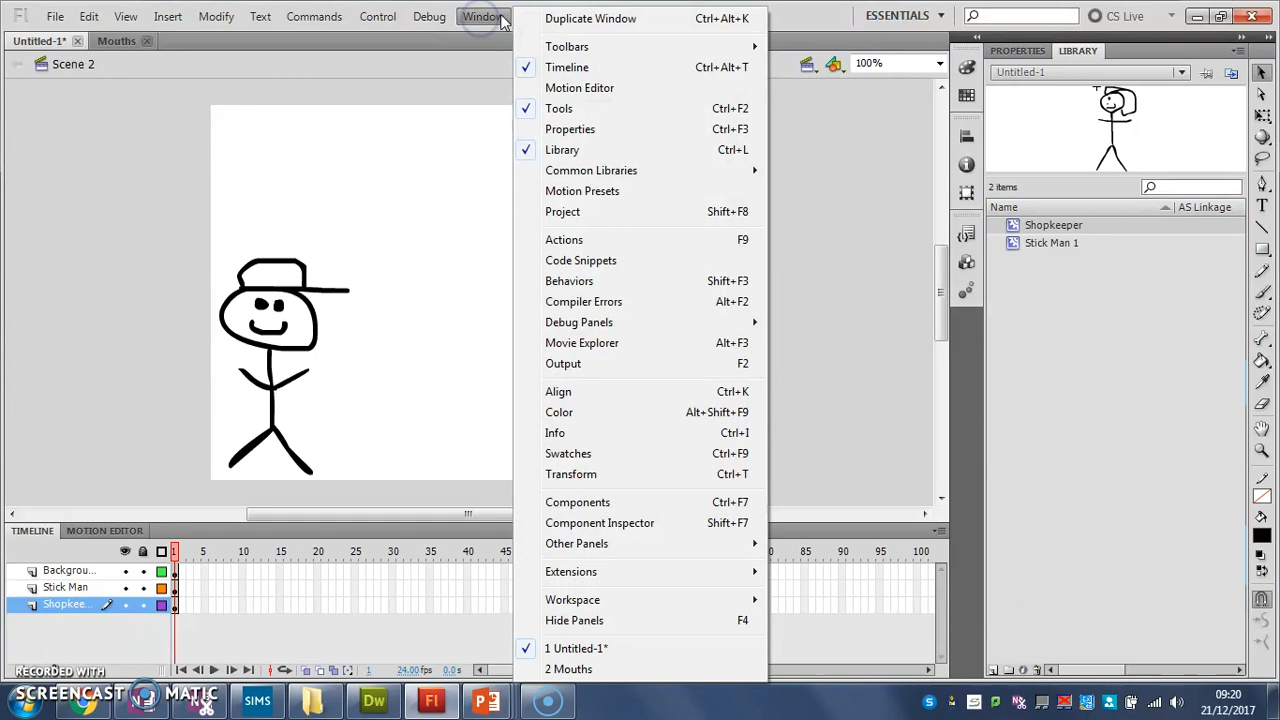 Fl File Edit View Insert Modify Text Commands Control Debug Window ESSENTIALS CS Live
Untitled-1* Mouths
Scene 2 100%
Duplicate Window Ctrl+Alt+K
Toolbars
Timeline Ctrl+Alt+T
Motion Editor
Tools Ctrl+F2
Properties Ctrl+F3
Library Ctrl+L
Common Libraries
Motion Presets
Project Shift+F8
Actions F9
Code Snippets
Behaviors Shift+F3
Compiler Errors Alt+F2
Debug Panels
Movie Explorer Alt+F3
Output F2
Align Ctrl+K
Color Alt+Shift+F9
Info Ctrl+I
Swatches Ctrl+F9
Transform Ctrl+T
Components Ctrl+F7
Component Inspector Shift+F7
Other Panels
Extensions
Workspace
Hide Panels F4
1 Untitled-1*
2 Mouths
PROPERTIES LIBRARY
Untitled-1
2 items
Name AS Linkage
Shopkeeper
Stick Man 1
TIMELINE MOTION EDITOR
1 5 10 15 20 25 30 35 40 45 80 85 90 95 100
Backgrou...
Stick Man
Shopkee...
1 24.00 fps 0.0 s
RECORDED WITH
SCREENCAST MATIC
SIMS Dw Fl P
09:20
21/12/2017